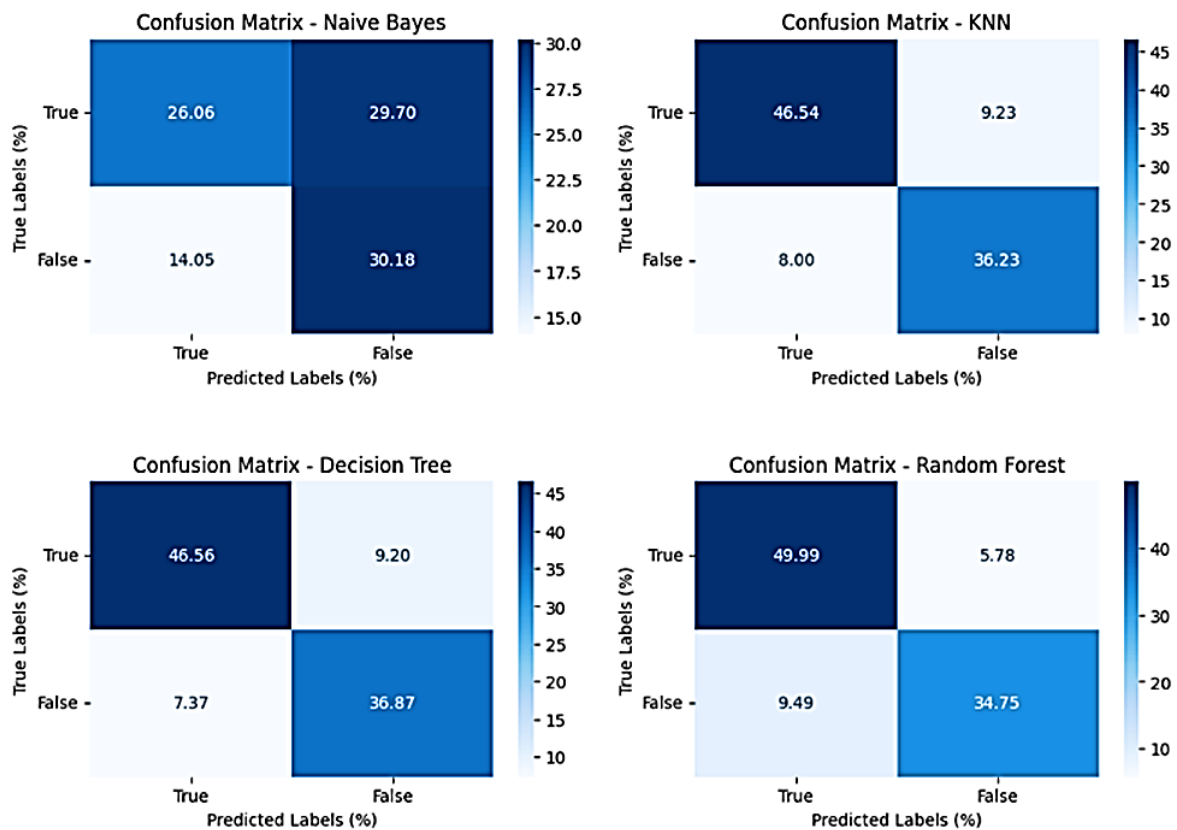 Confusion Matrix - Naive Bayes
True Labels (%)
True
False
26.06 29.70
14.05 30.18
True False
Predicted Labels (%)
30.0
27.5
25.0
22.5
20.0
17.5
15.0
Confusion Matrix - KNN
True Labels (%)
True
False
46.54 9.23
8.00 36.23
True False
Predicted Labels (%)
45
40
35
30
25
20
15
10
Confusion Matrix - Decision Tree
True Labels (%)
True
False
46.56 9.20
7.37 36.87
True False
Predicted Labels (%)
45
40
35
30
25
20
15
10
Confusion Matrix - Random Forest
True Labels (%)
True
False
49.99 5.78
9.49 34.75
True False
Predicted Labels (%)
40
30
20
10